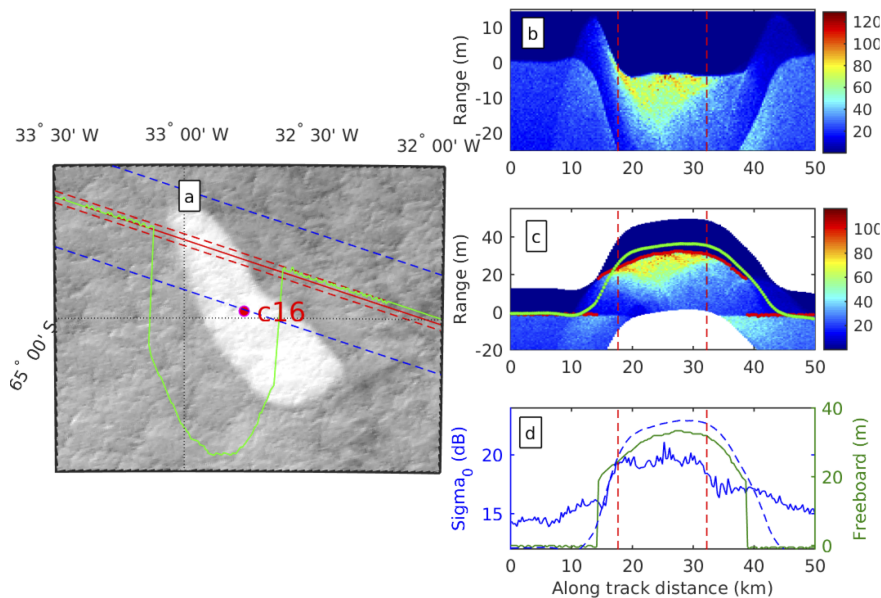 33° 30' W
33° 00' W
32° 30' W
32° 00' W
65° 00' S
a
c16
b
Range (m)
10
0
-10
-20
0 10 20 30 40 50
120
100
80
60
40
20
c
Range (m)
40
20
0
-20
0 10 20 30 40 50
100
80
60
40
20
d
Sigma0 (dB)
20
15
40
20
0
Freeboard (m)
0 10 20 30 40 50
Along track distance (km)